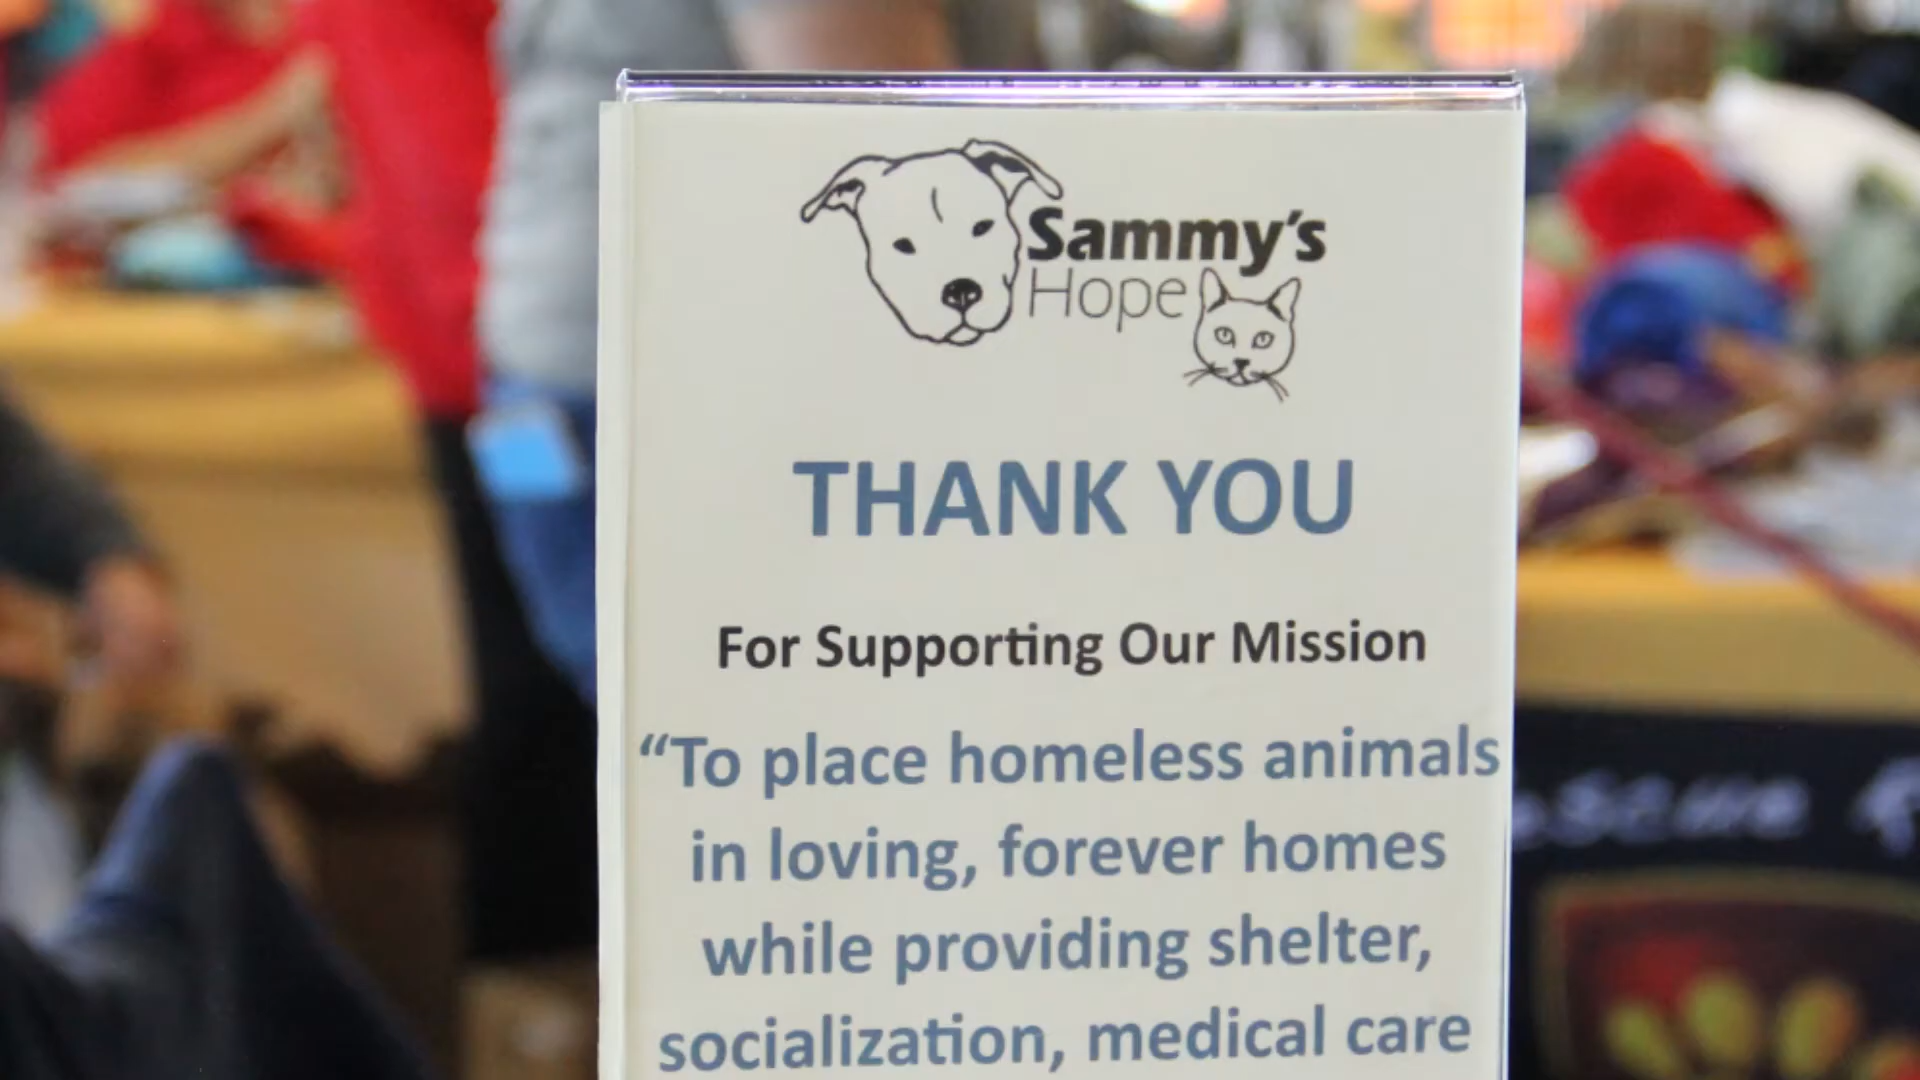 Sammy's
Hope
THANK YOU
For Supporting Our Mission
“To place homeless animals
in loving, forever homes
while providing shelter,
socialization, medical care